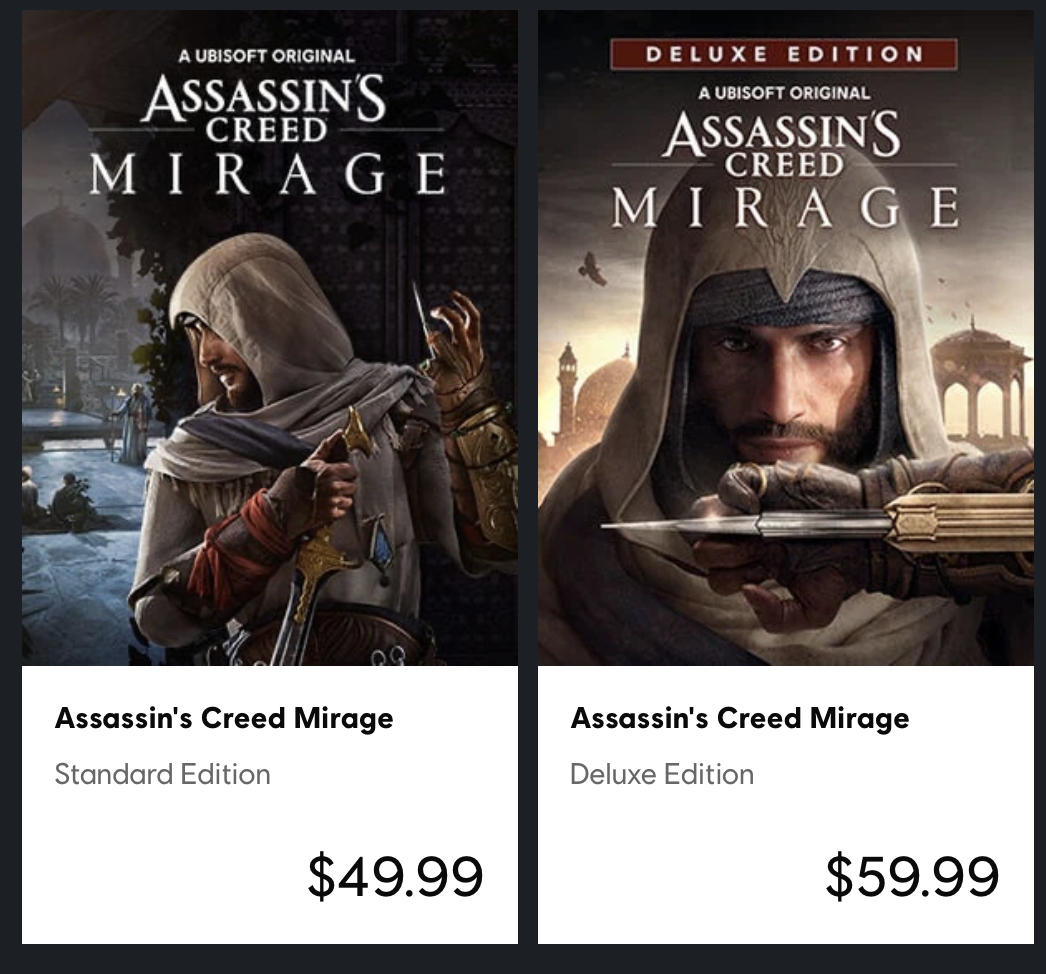 A UBISOFT ORIGINAL
ASSASSIN'S
CREED
MIRAGE
Assassin's Creed Mirage
Standard Edition
$49.99
DELUXE EDITION
A UBISOFT ORIGINAL
ASSASSIN'S
CREED
MIRAGE
Assassin's Creed Mirage
Deluxe Edition
$59.99